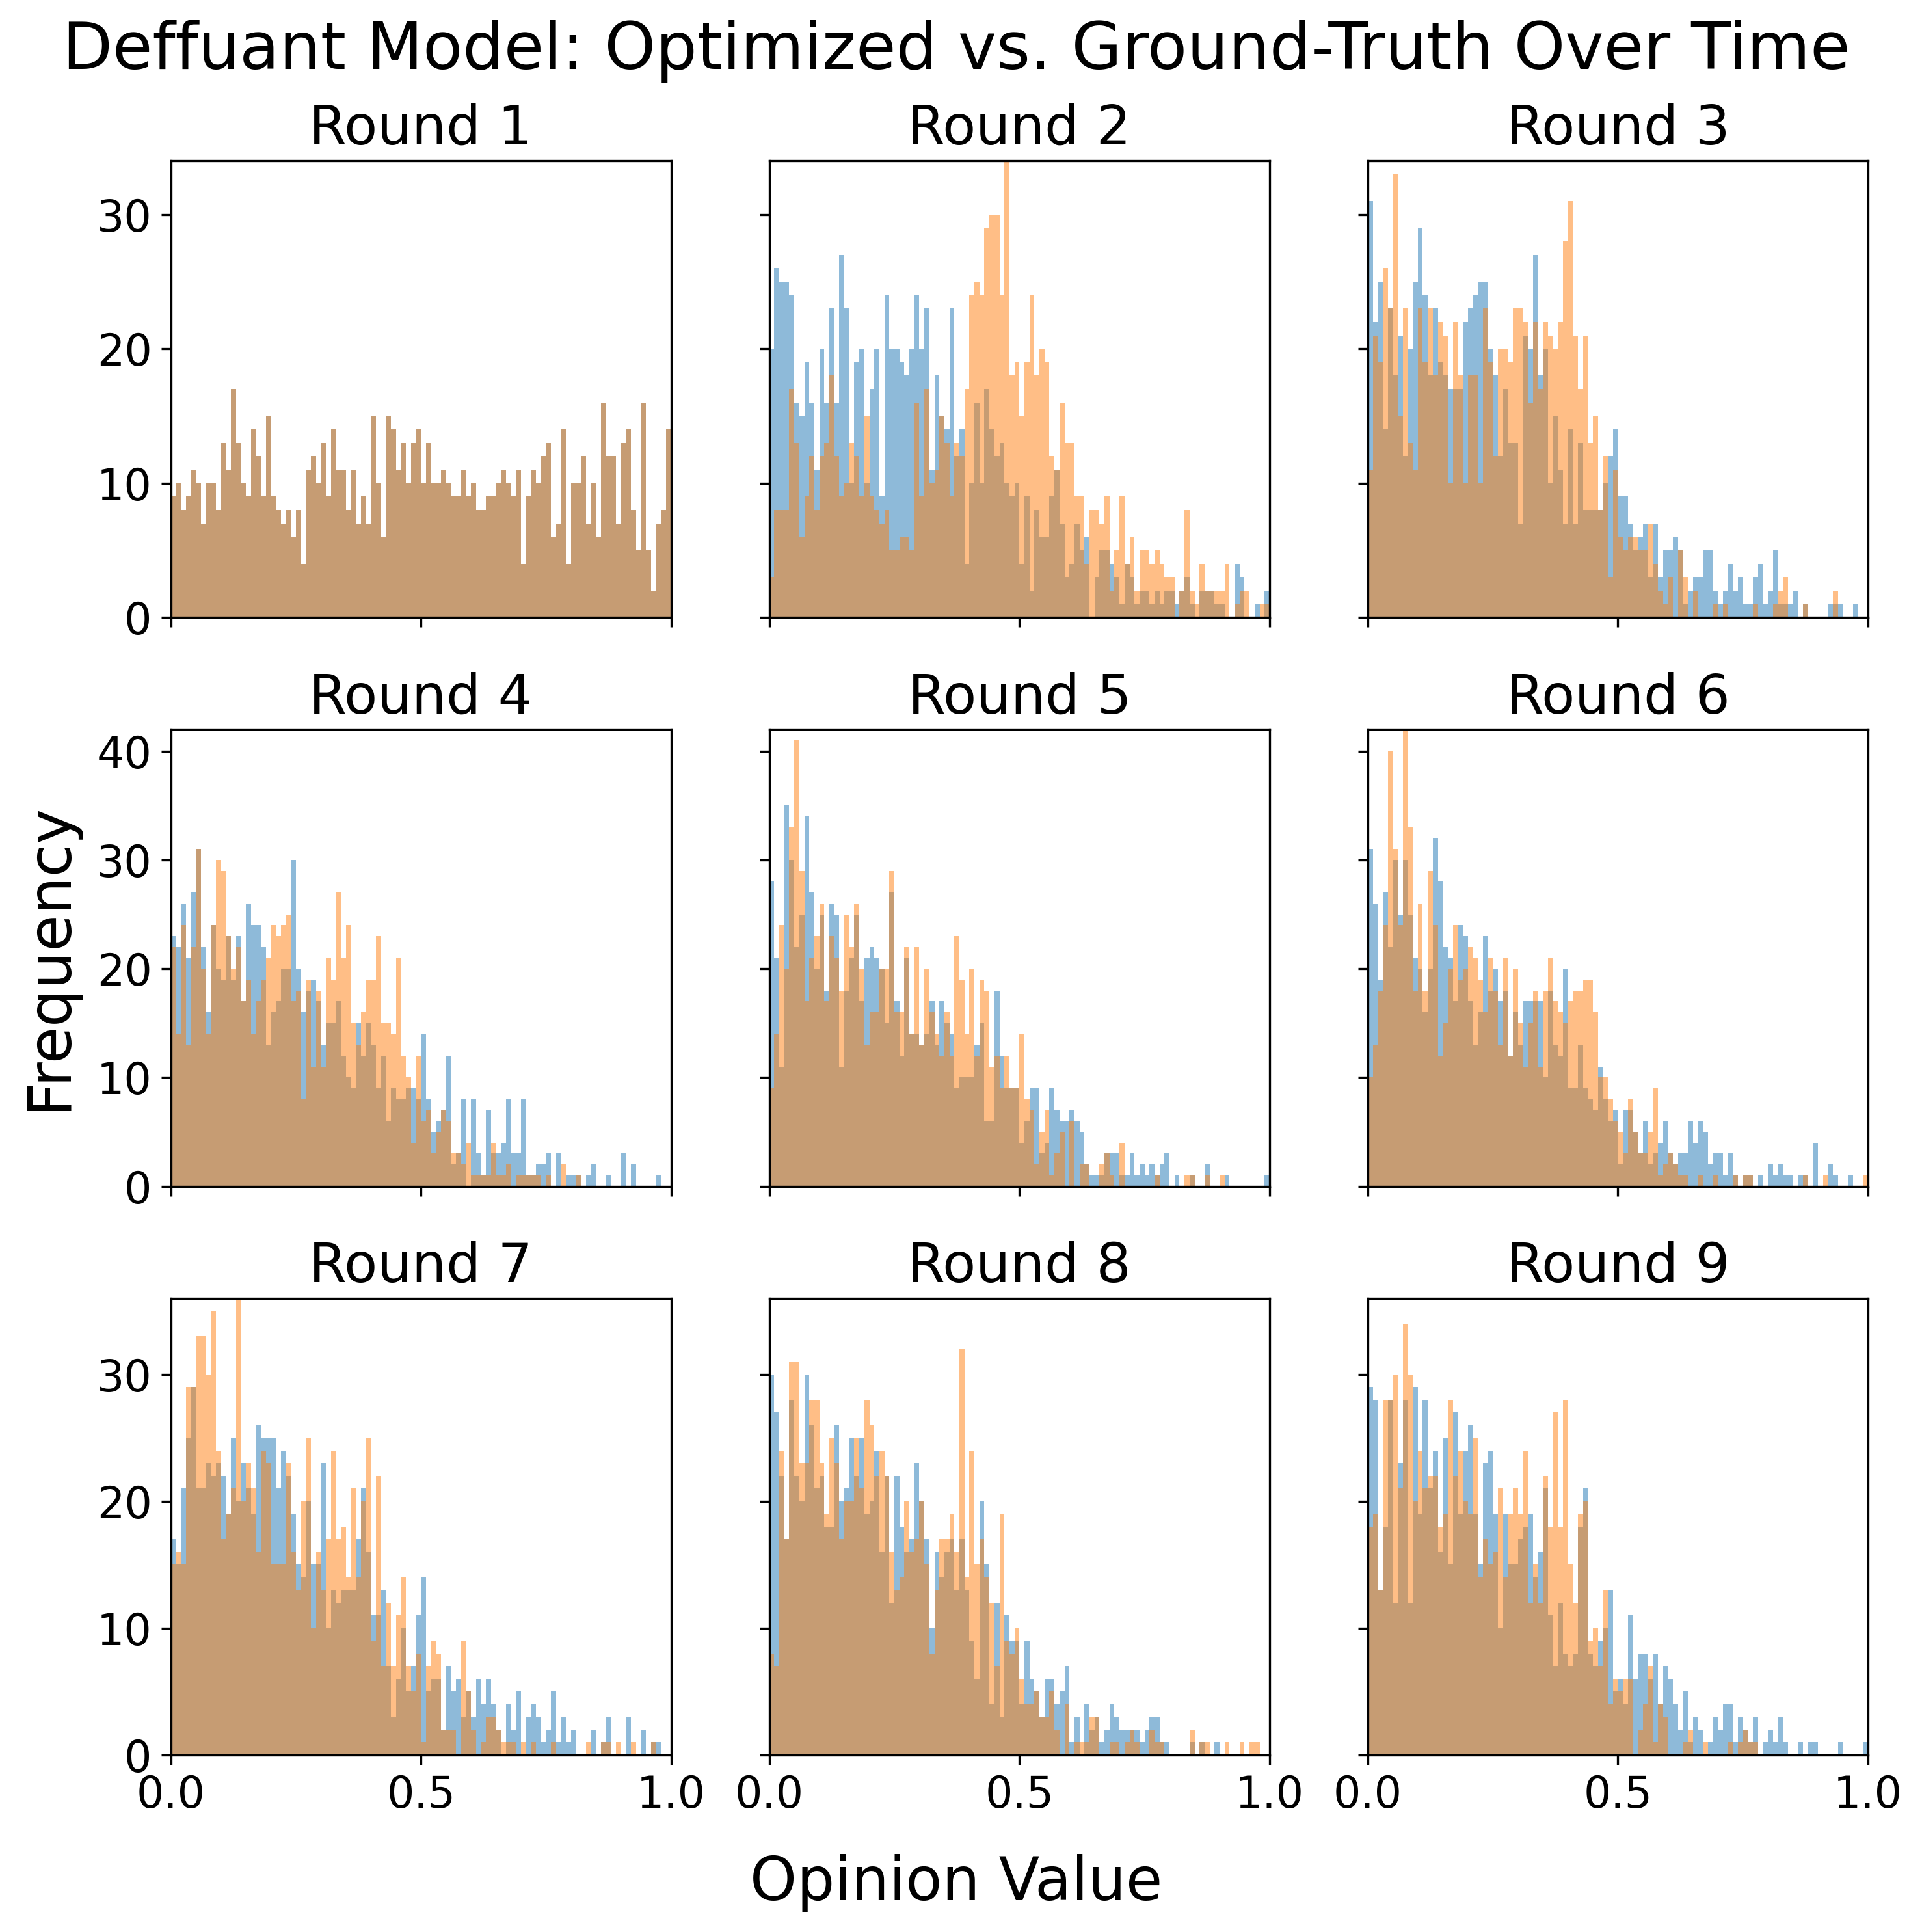 Deffuant Model: Optimized vs. Ground-Truth Over Time
Round 1
Round 2
Round 3
30
20
10
0
Round 4
Round 5
Round 6
40
30
20
10
0
Frequency
Round 7
Round 8
Round 9
30
20
10
0
0.0 0.5 1.0 0.0 0.5 1.0 0.0 0.5 1.0
Opinion Value